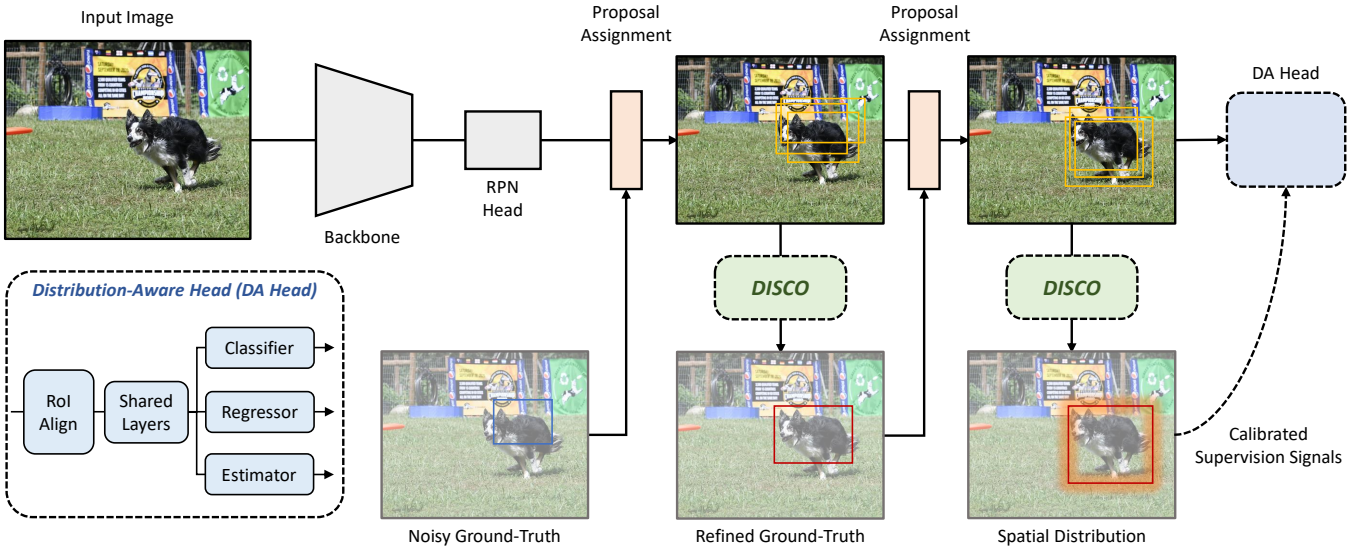 Input Image
Proposal
Assignment
Proposal
Assignment
DA Head
RPN
Head
Backbone
Distribution-Aware Head (DA Head)
DISCO
DISCO
Classifier
RoI
Align
Shared
Layers
Regressor
Estimator
Calibrated
Supervision Signals
Noisy Ground-Truth
Refined Ground-Truth
Spatial Distribution